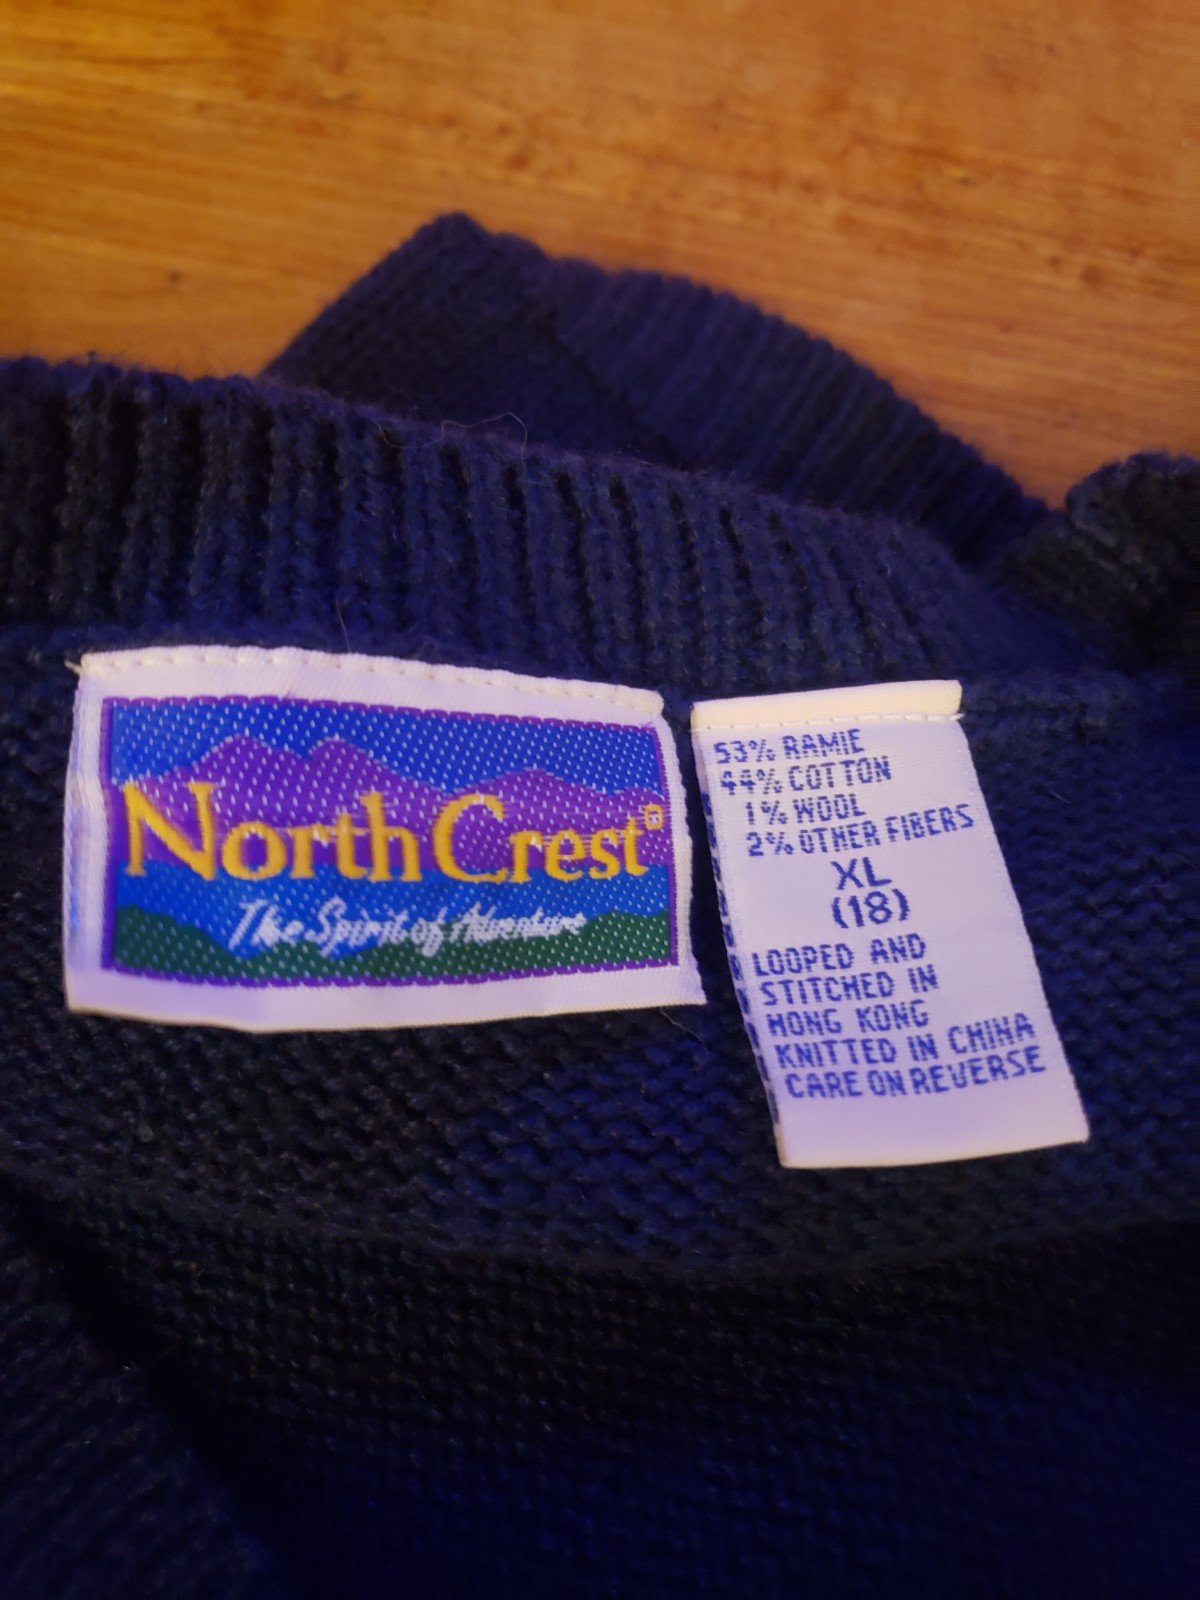 North Crest®
The Spirit of Adventure
53% RAMIE
44% COTTON
1% WOOL
2% OTHER FIBERS
XL
(18)
LOOPED AND
STITCHED IN
HONG KONG
KNITTED IN CHINA
CARE ON REVERSE